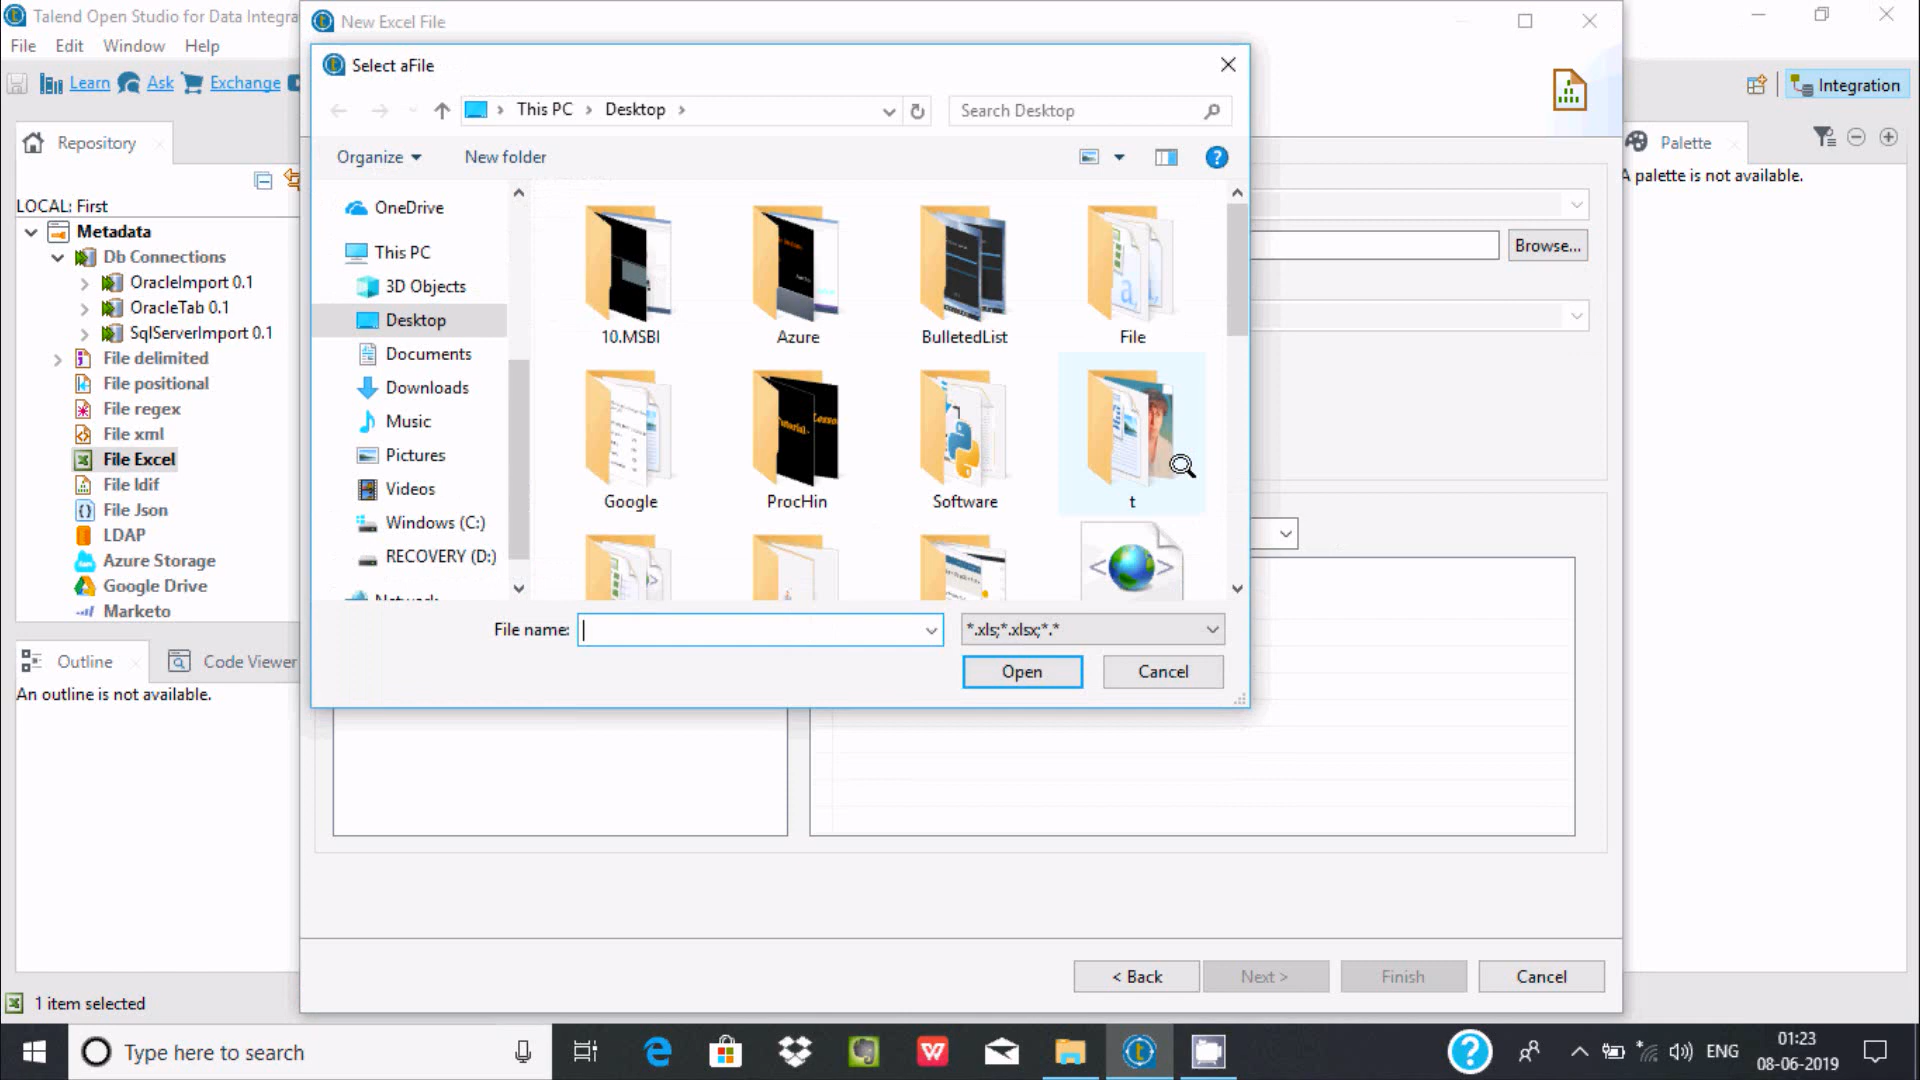 Talend Open Studio for Data Integra
New Excel File
File Edit Window Help
Select aFile
Learn Ask Exchange
This PC Desktop
Search Desktop
Integration
Organize New folder
Repository
Palette
A palette is not available.
LOCAL: First
Metadata
Db Connections
OracleImport 0.1
OracleTab 0.1
SqlServerImport 0.1
File delimited
File positional
File regex
File xml
File Excel
File ldif
File Json
LDAP
Azure Storage
Google Drive
Marketo
OneDrive
This PC
3D Objects
Desktop
Documents
Downloads
Music
Pictures
Videos
Windows (C:)
RECOVERY (D:)
Network
10.MSBI Azure BulletedList File
Google ProcHin Software t
Browse...
File name:
*.xls;*.xlsx;*.*
Open Cancel
Outline Code Viewer
An outline is not available.
< Back Next > Finish Cancel
1 item selected
Type here to search
ENG
01:23
08-06-2019